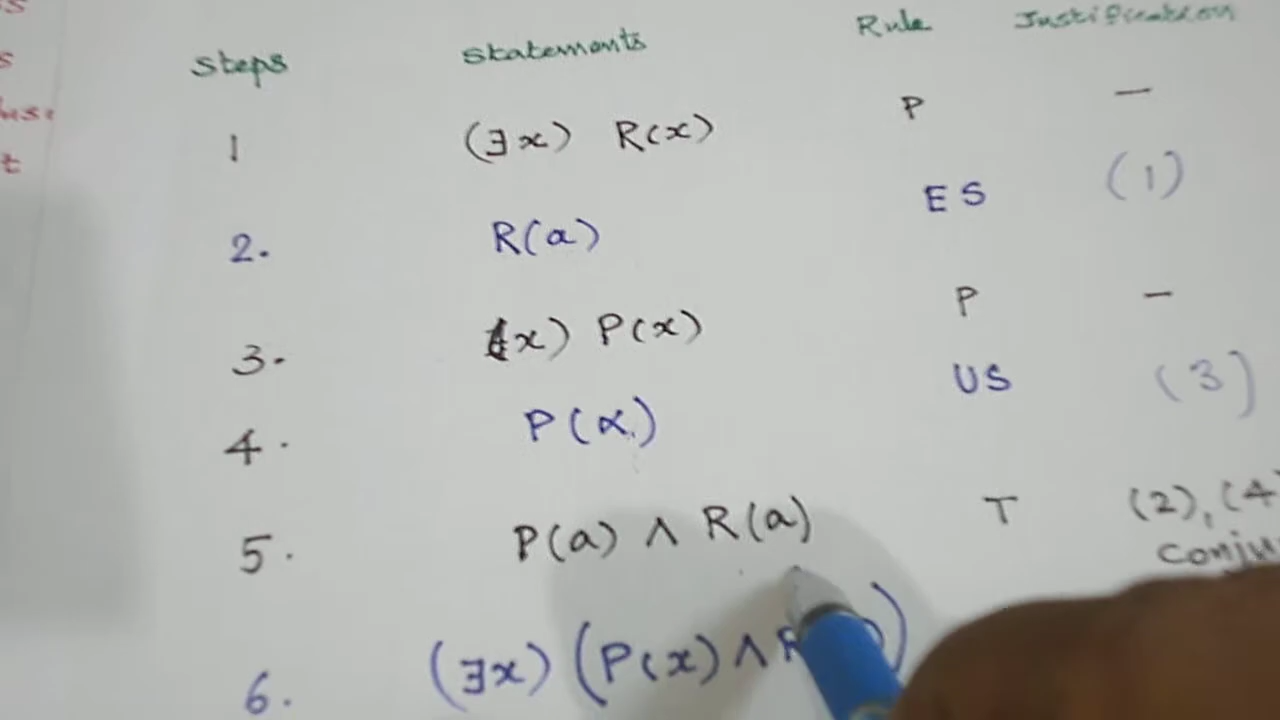 s
Steps Statements Rule Justification
s
1 (∃x) R(x) P —
t
2. R(a) ES (1)
3. (x) P(x) P —
4. P(a) US (3)
5. P(a) ∧ R(a) T (2), (4)
6. (∃x) (P(x) ∧ R